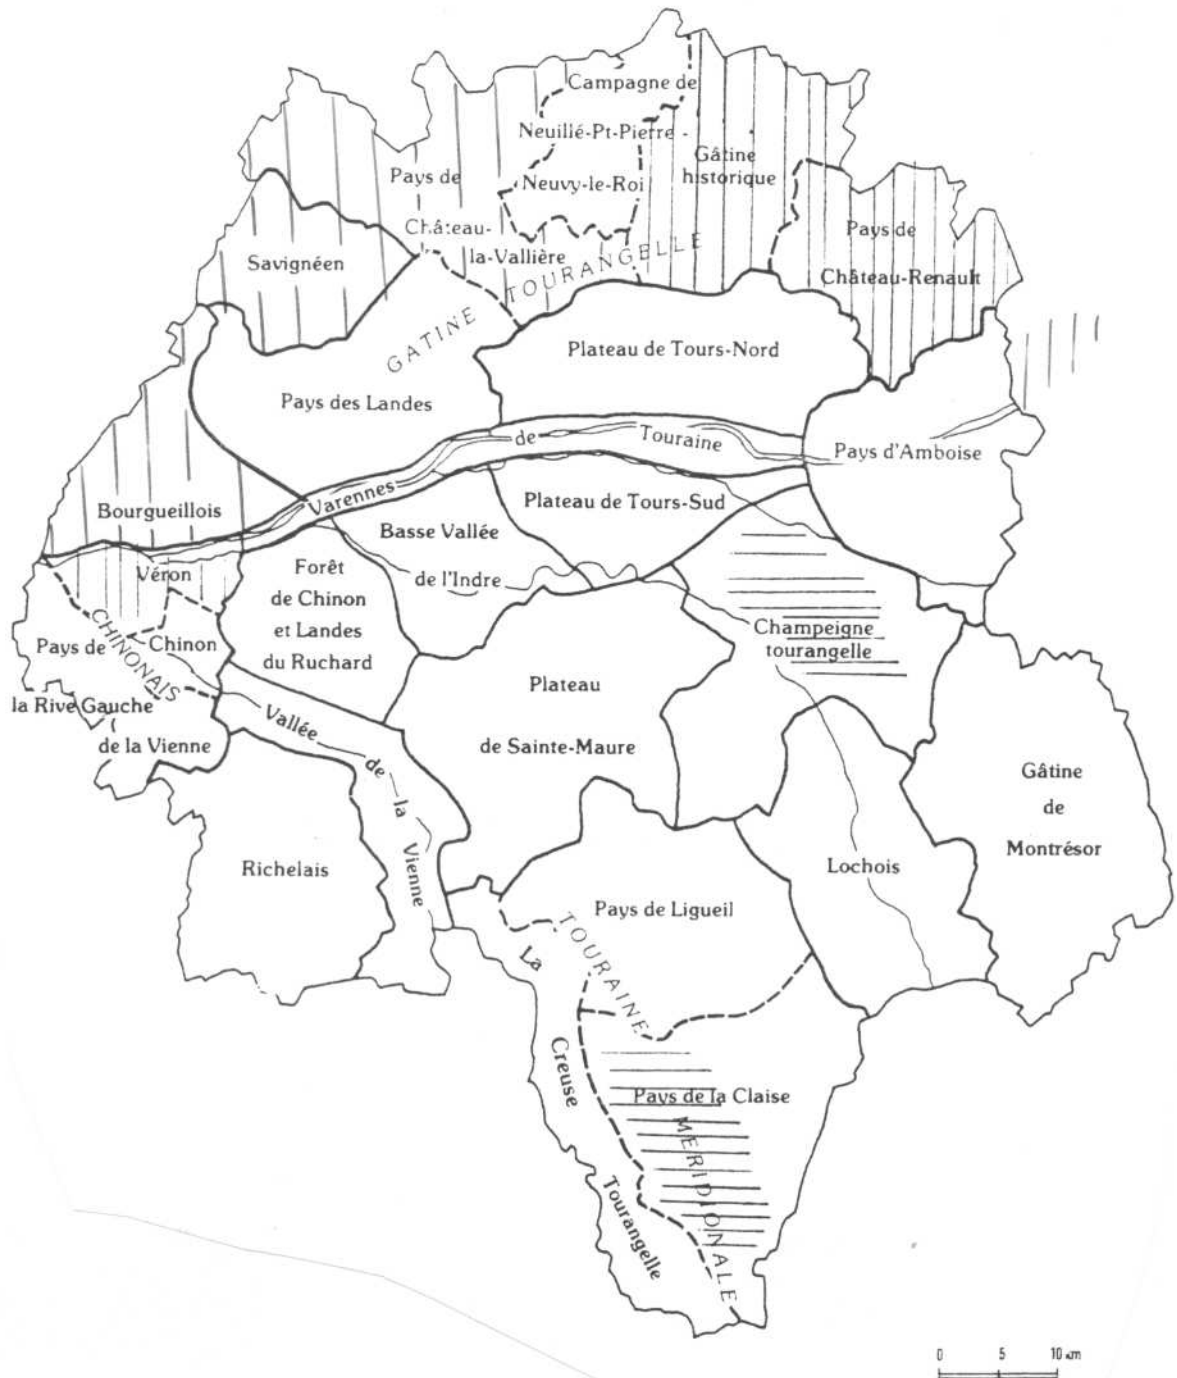 Campagne de
Neuillé-Pt-Pierre -
Neuvy-le-Roi
Gâtine
historique
Pays de
Château-
la-Vallière
Pays de
Château-Renault
Savignéen
GATINE TOURANGELLE
Plateau de Tours-Nord
Pays des Landes
Varennes de Touraine
Pays d'Amboise
Bourgueillois
Plateau de Tours-Sud
Basse Vallée
de l'Indre
Véron
Forêt
de Chinon
et Landes
du Ruchard
CHINONAIS
Pays de Chinon
Champeigne
tourangelle
la Rive Gauche
de la Vienne
Vallée de la Vienne
Plateau
de Sainte-Maure
Gâtine
de
Montrésor
Richelais
Lochois
Pays de Ligueil
TOURAINE MERIDIONALE
La Creuse Tourangelle
Pays de la Claise
0 5 10 km